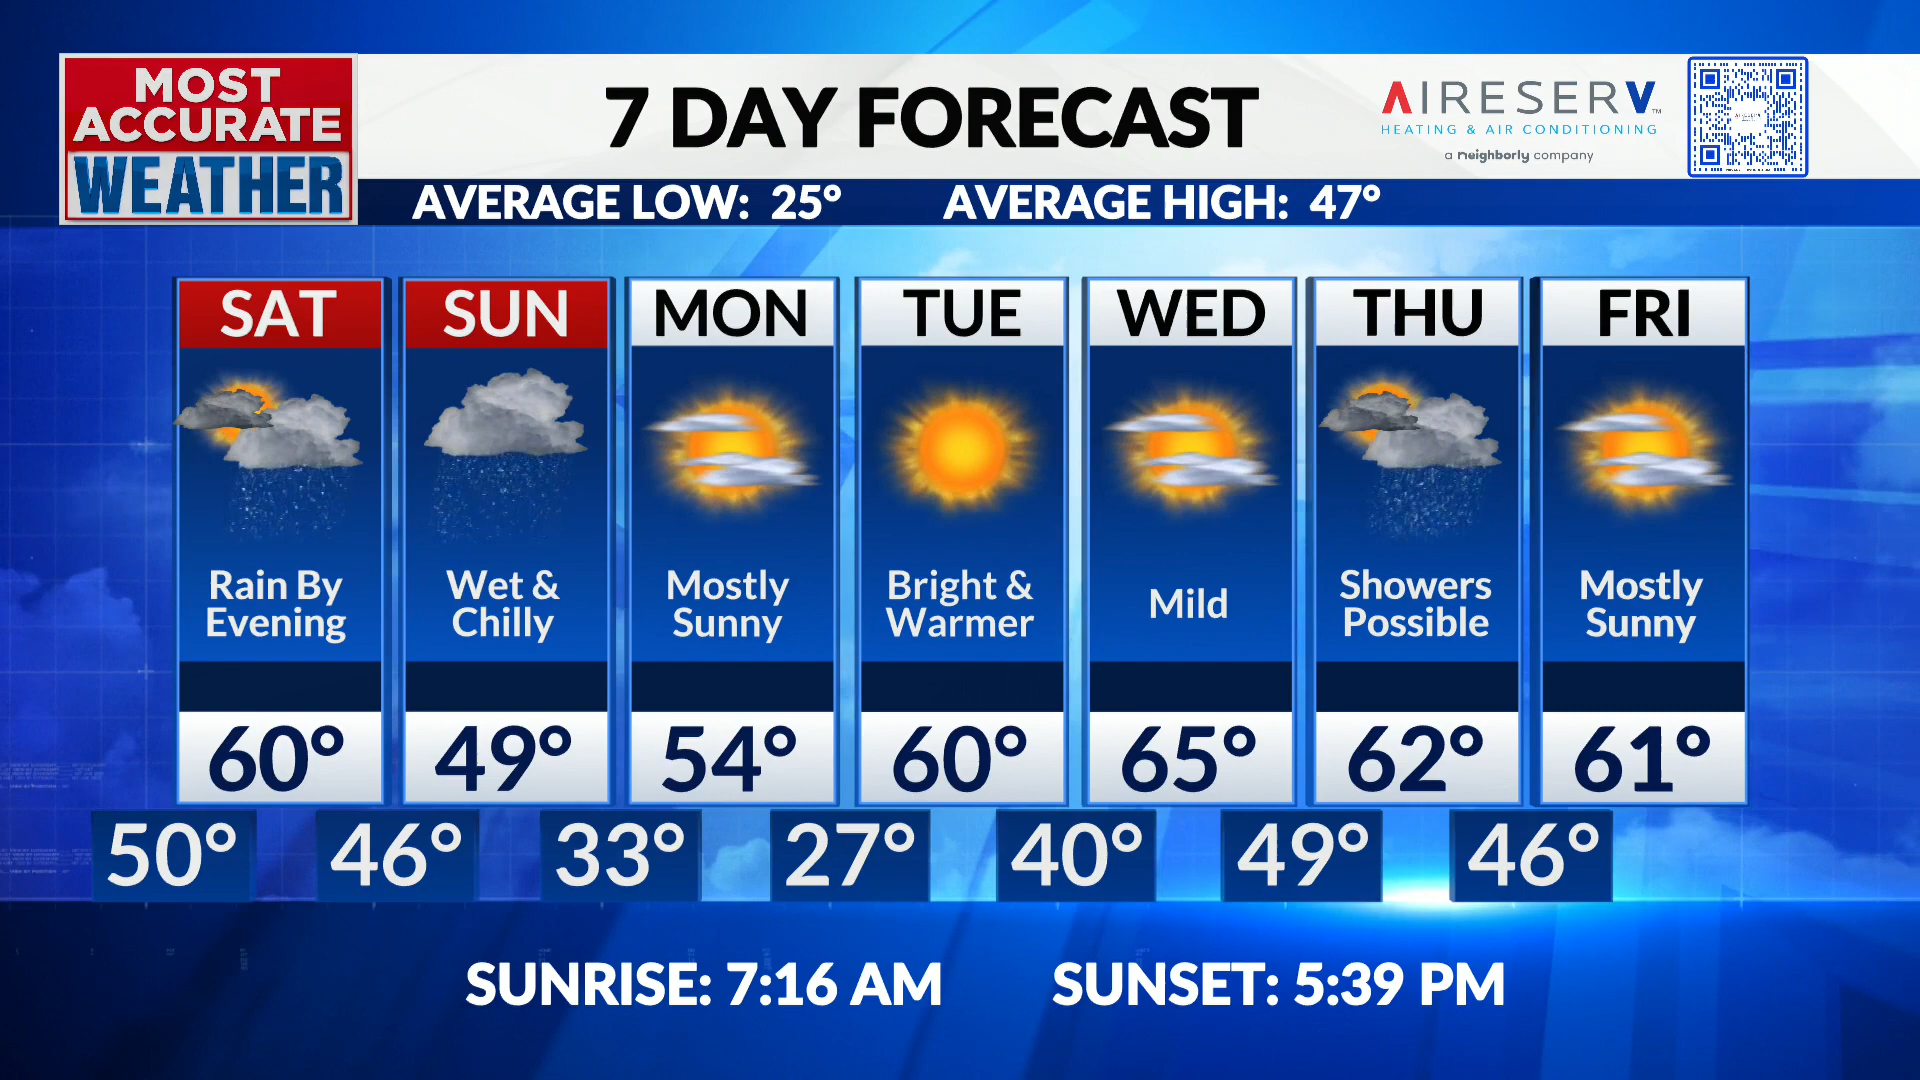 MOST
ACCURATE
WEATHER
7 DAY FORECAST
AIRESERV™
HEATING & AIR CONDITIONING
a neighborly company
AVERAGE LOW: 25° AVERAGE HIGH: 47°
SAT SUN MON TUE WED THU FRI
Rain By
Evening
Wet &
Chilly
Mostly
Sunny
Bright &
Warmer
Mild
Showers
Possible
Mostly
Sunny
60° 49° 54° 60° 65° 62° 61°
50° 46° 33° 27° 40° 49° 46°
SUNRISE: 7:16 AM SUNSET: 5:39 PM